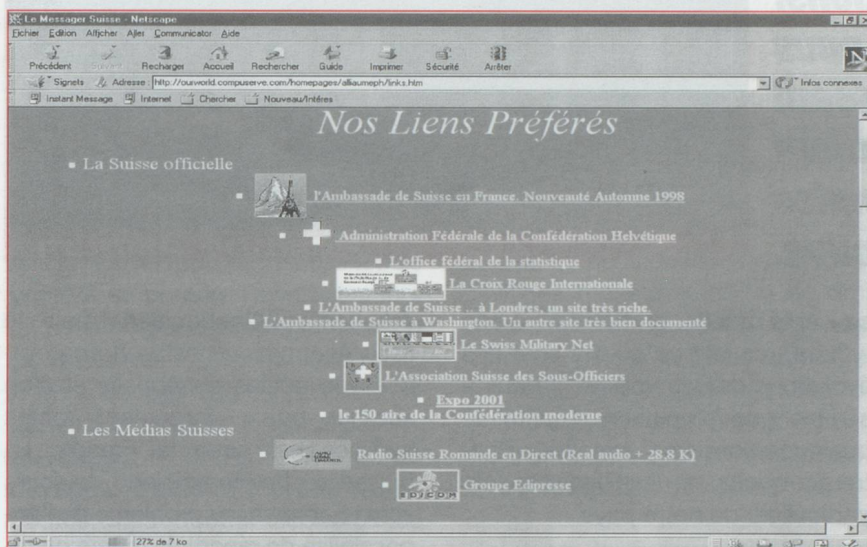 Le Messager Suisse - Netscape
Fichier Edition Afficher Aller Communicator Aide
Précédent Suivant Recharger Accueil Rechercher Guide Imprimer Sécurité Arrêter
Signets Adresse : http://ourworld.compuserve.com/homepages/alliaumeph/links.htm Infos connexes
Instant Message Internet Chercher Nouveau/Intéres
Nos Liens Préférés
La Suisse officielle
l'Ambassade de Suisse en France. Nouveauté Automne 1998
Administration Fédérale de la Confédération Helvétique
L'office fédéral de la statistique
La Croix Rouge Internationale
L'Ambassade de Suisse .. à Londres, un site très riche.
L'Ambassade de Suisse à Washington. Un autre site très bien documenté
Le Swiss Military Net
L'Association Suisse des Sous-Officiers
Expo 2001
le 150 aire de la Confédération moderne
Les Médias Suisses
Radio Suisse Romande en Direct (Real audio + 28,8 K)
EDICOM Groupe Edipresse
27% de 7 ko